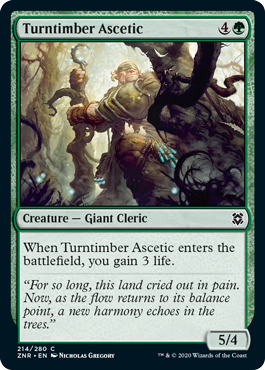 Turntimber Ascetic 4
Creature — Giant Cleric
When Turntimber Ascetic enters the
battlefield, you gain 3 life.
“For so long, this land cried out in pain.
Now, as the flow returns to its balance
point, a new harmony echoes in the
trees.”
5/4
214/280 C
ZNR • EN Nicholas Gregory
™ & © 2020 Wizards of the Coast